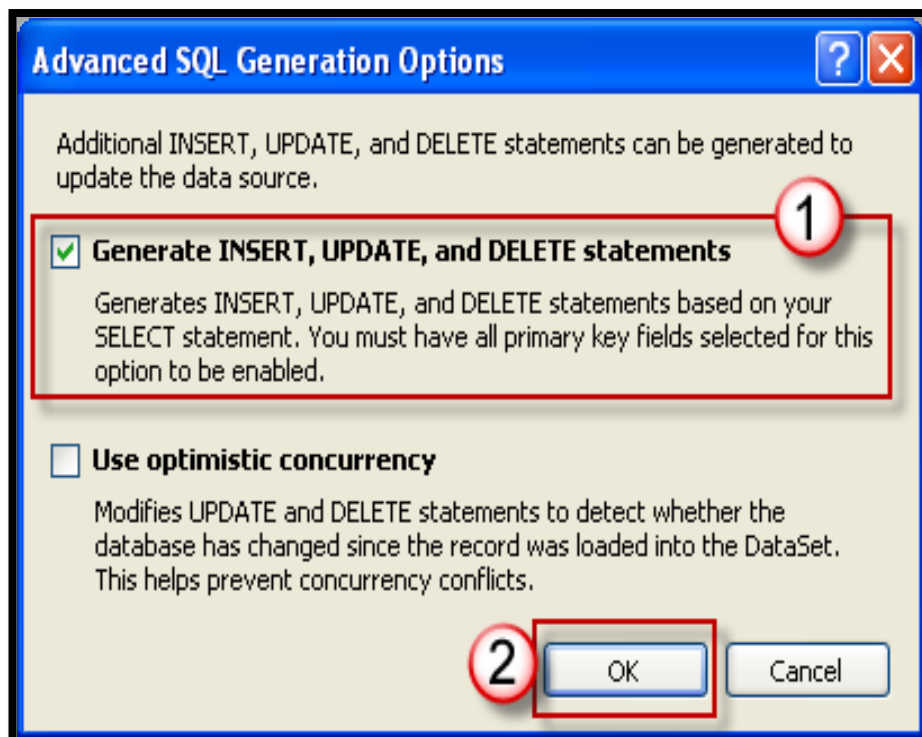 Advanced SQL Generation Options
?
Additional INSERT, UPDATE, and DELETE statements can be generated to
update the data source.
1
Generate INSERT, UPDATE, and DELETE statements
Generates INSERT, UPDATE, and DELETE statements based on your
SELECT statement. You must have all primary key fields selected for this
option to be enabled.
Use optimistic concurrency
Modifies UPDATE and DELETE statements to detect whether the
database has changed since the record was loaded into the DataSet.
This helps prevent concurrency conflicts.
2
OK
Cancel